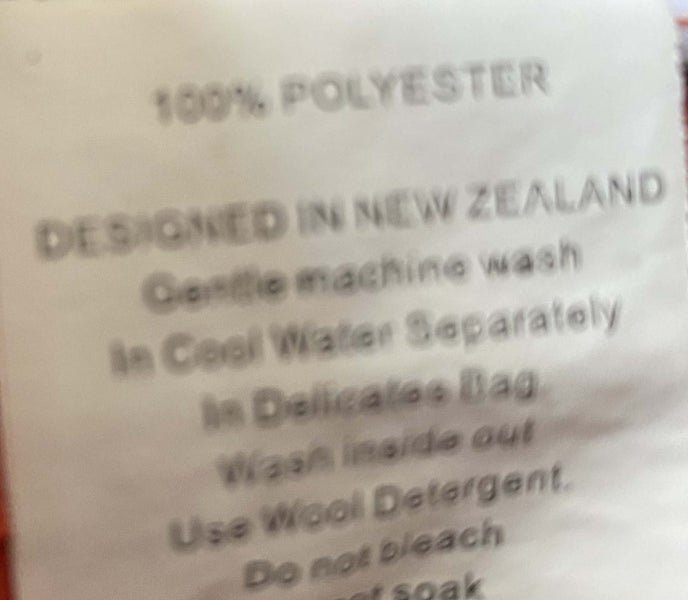 100% POLYESTER
DESIGNED IN NEW ZEALAND
Gentle machine wash
In Cool Water Separately
In Delicates Bag
Wash inside out
Use Wool Detergent.
Do not bleach
soak